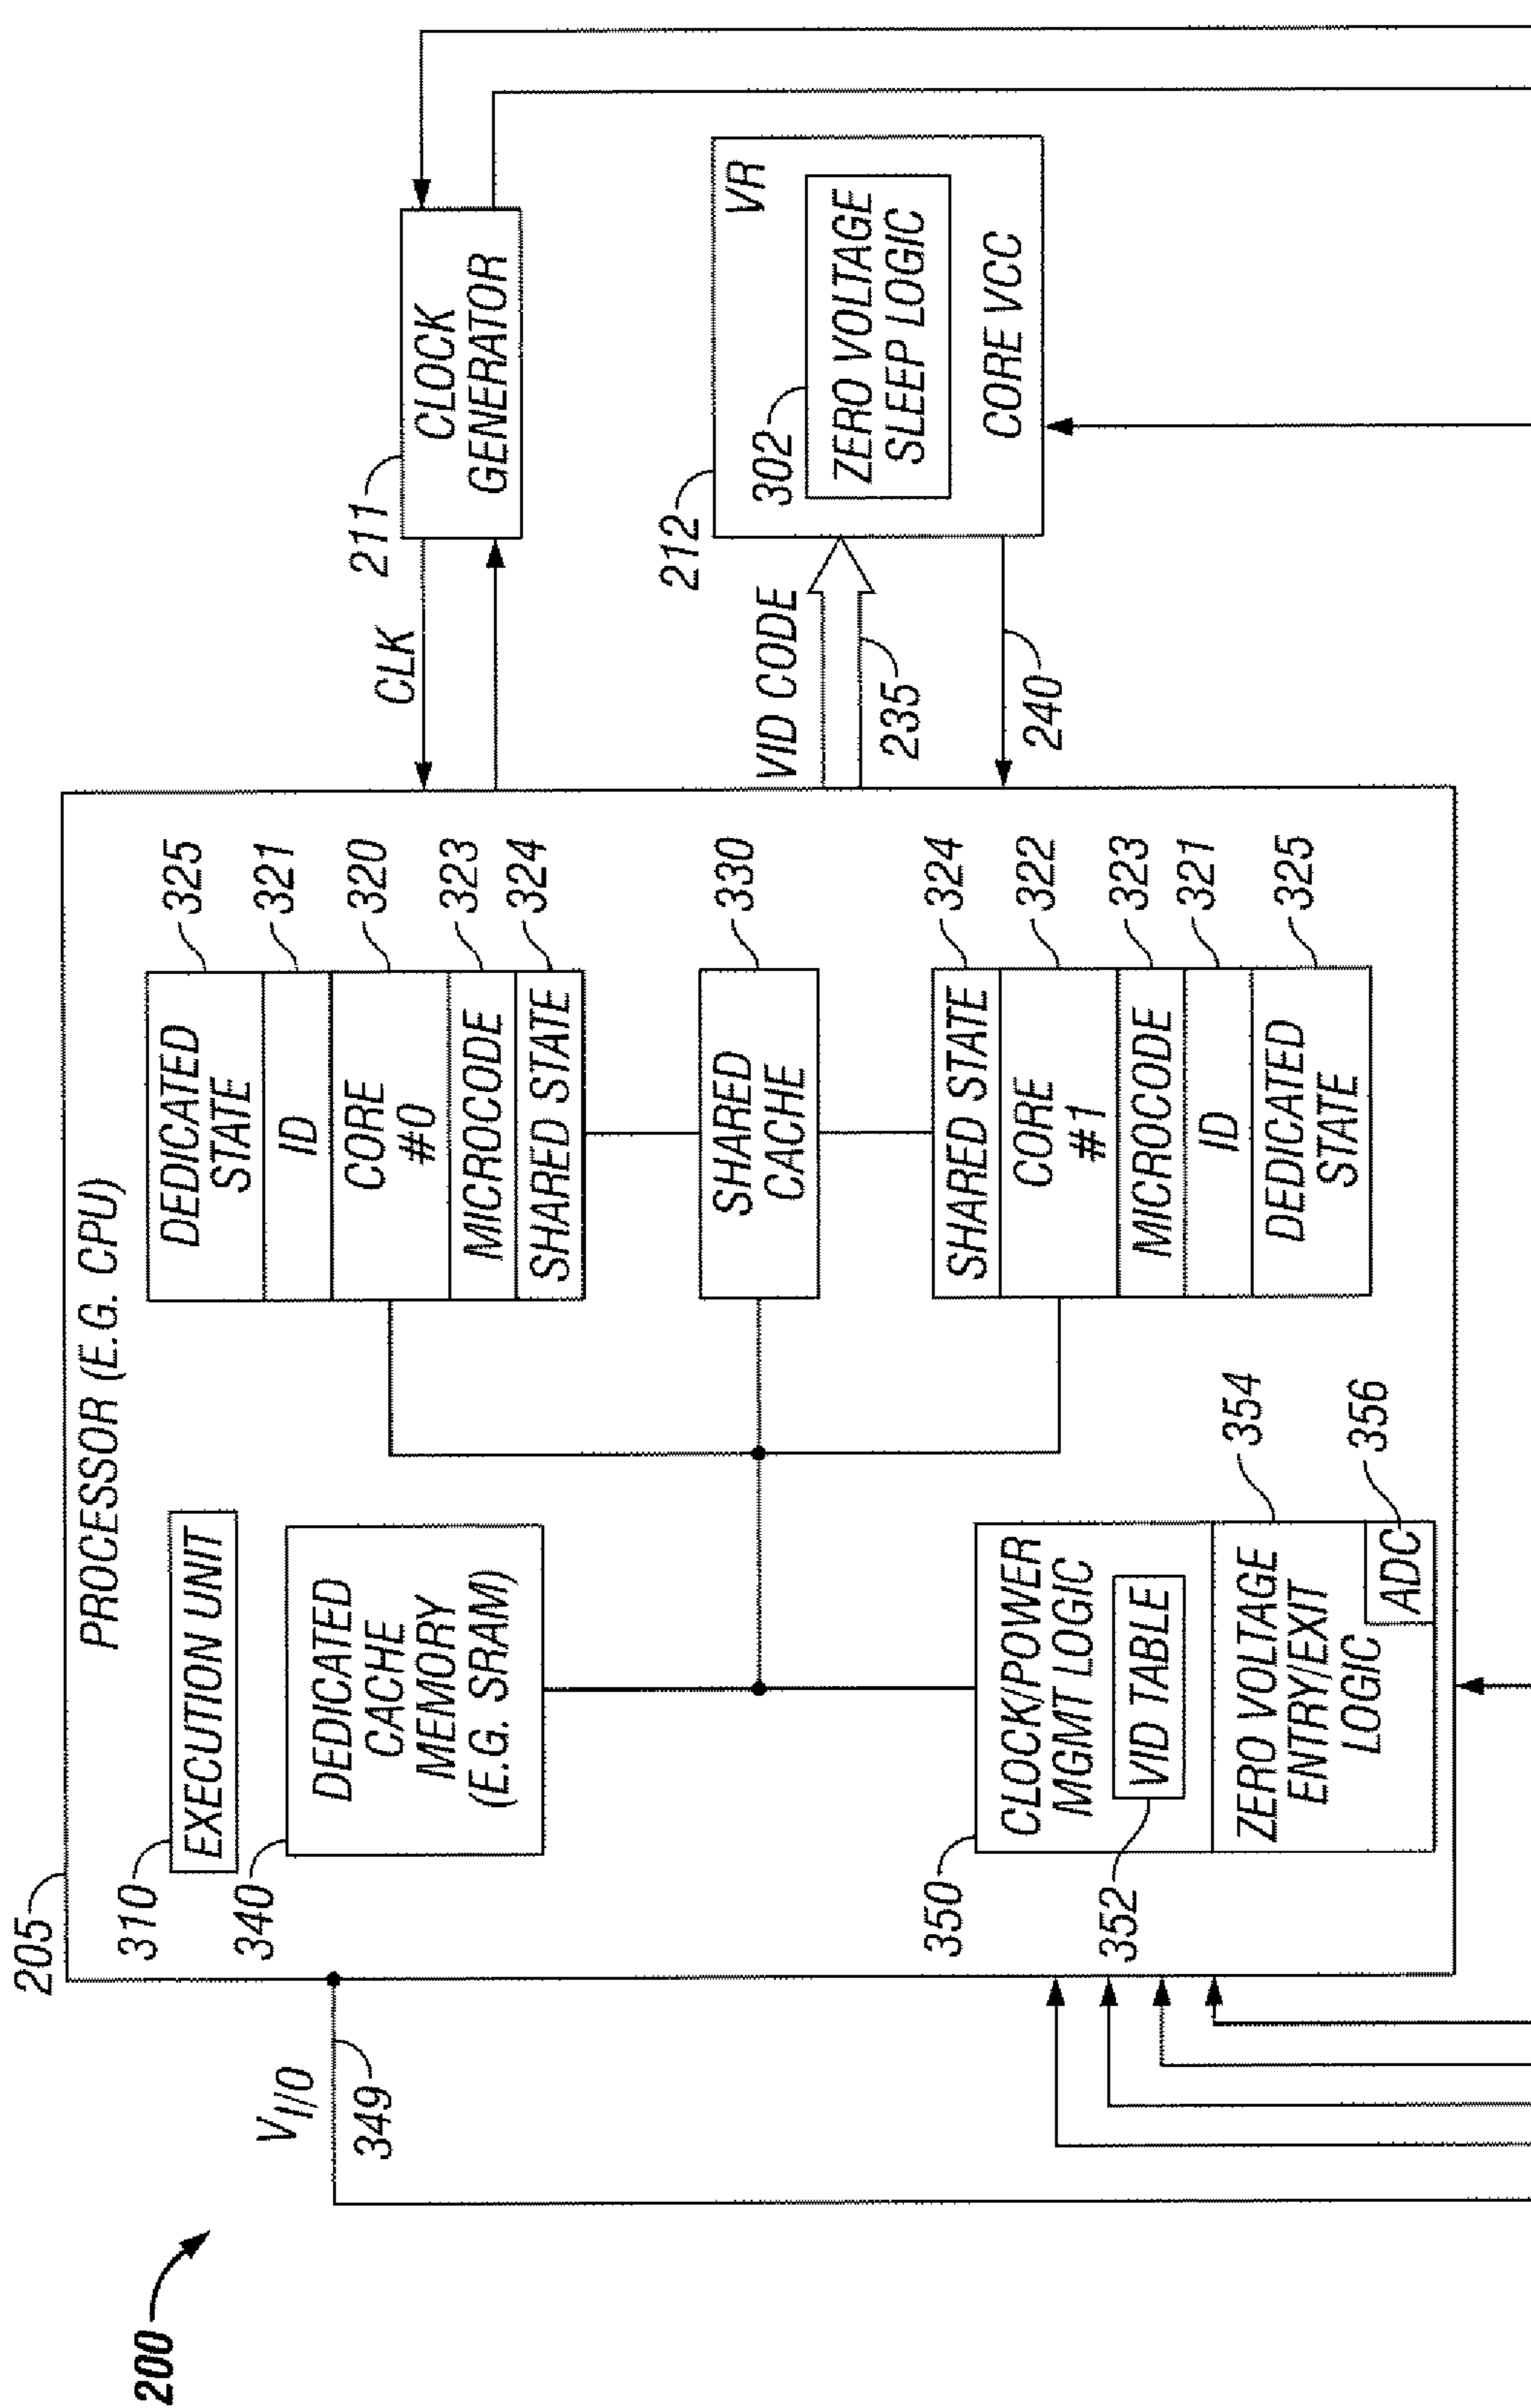 200
205
PROCESSOR (E.G. CPU)
310
EXECUTION UNIT
340
DEDICATED
CACHE
MEMORY
(E.G. SRAM)
V I/O
349
350
CLOCK/POWER
MGMT LOGIC
352
VID TABLE
ZERO VOLTAGE
ENTRY/EXIT
LOGIC
354
ADC
356
DEDICATED
STATE
325
ID
321
CORE
#0
320
MICROCODE
323
SHARED STATE
324
SHARED
CACHE
330
SHARED STATE
324
CORE
#1
322
MICROCODE
323
ID
321
DEDICATED
STATE
325
CLK
211
CLOCK
GENERATOR
VID CODE
235
240
212
VR
302
ZERO VOLTAGE
SLEEP LOGIC
CORE VCC